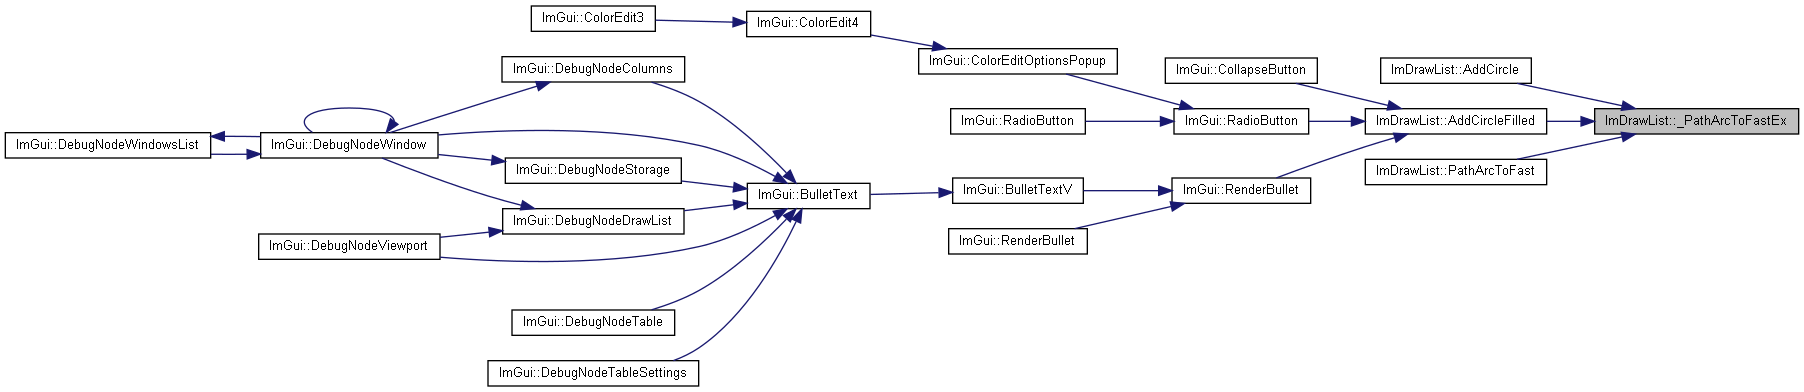 ImGui::ColorEdit3
ImGui::ColorEdit4
ImGui::ColorEditOptionsPopup
ImGui::DebugNodeColumns
ImGui::CollapseButton
ImDrawList::AddCircle
ImGui::RadioButton
ImGui::RadioButton
ImDrawList::AddCircleFilled
ImDrawList::_PathArcToFastEx
ImGui::DebugNodeWindowsList
ImGui::DebugNodeWindow
ImGui::DebugNodeStorage
ImDrawList::PathArcToFast
ImGui::BulletText
ImGui::BulletTextV
ImGui::RenderBullet
ImGui::DebugNodeDrawList
ImGui::DebugNodeViewport
ImGui::RenderBullet
ImGui::DebugNodeTable
ImGui::DebugNodeTableSettings